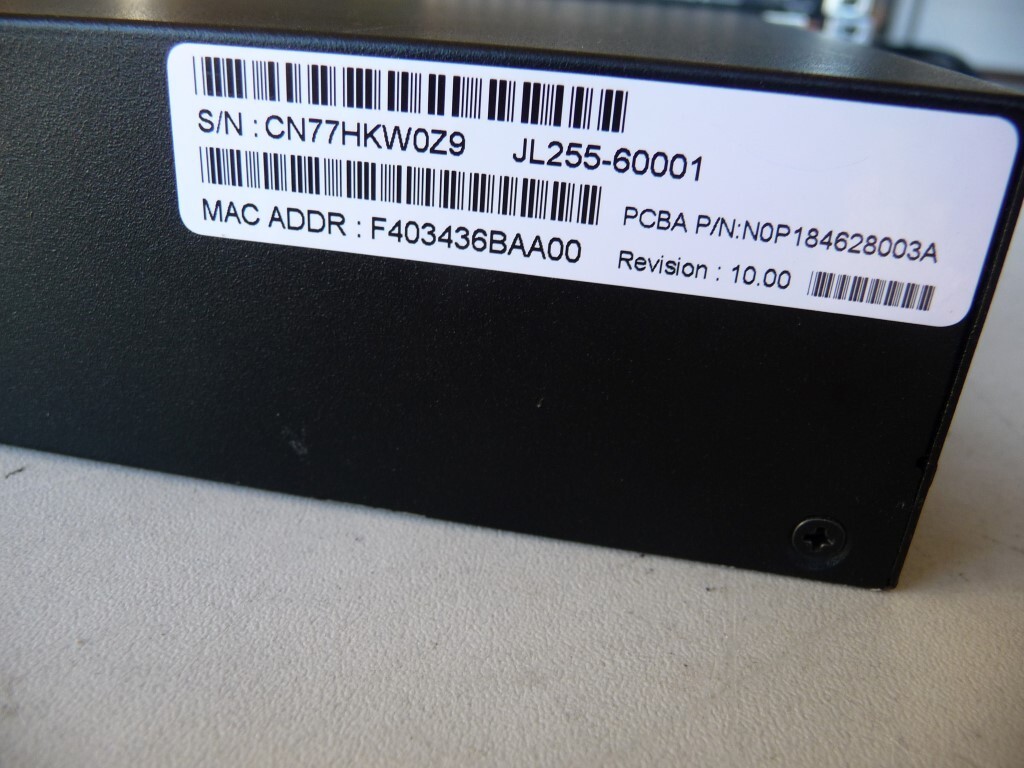 S/N : CN77HKW0Z9 JL255-60001
MAC ADDR : F403436BAA00 PCBA P/N:N0P184628003A
Revision : 10.00